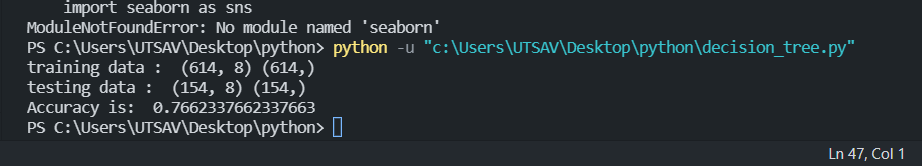 import seaborn as sns
ModuleNotFoundError: No module named 'seaborn'
PS C:\Users\UTSAV\Desktop\python> python -u "c:\Users\UTSAV\Desktop\python\decision_tree.py"
training data :  (614, 8) (614,)
testing data :  (154, 8) (154,)
Accuracy is:  0.7662337662337663
PS C:\Users\UTSAV\Desktop\python>
Ln 47, Col 1